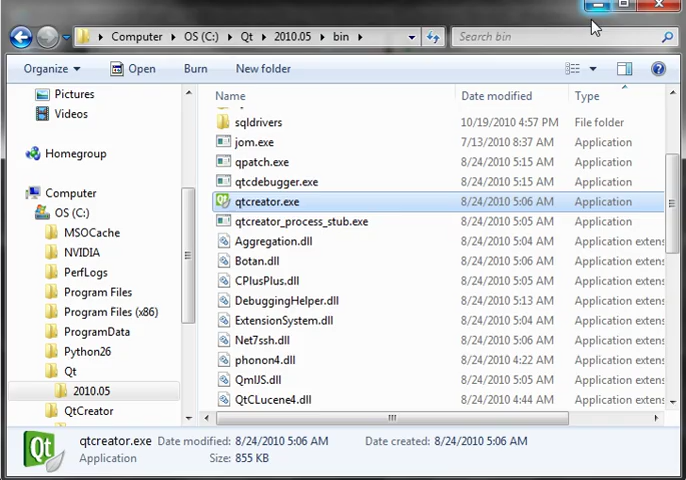 Computer OS (C:) Qt 2010.05 bin Search bin
Organize Open Burn New folder
Name Date modified Type
Pictures
Videos
Homegroup
Computer
OS (C:)
MSOCache
NVIDIA
PerfLogs
Program Files
Program Files (x86)
ProgramData
Python26
Qt
2010.05
QtCreator
sqldrivers 10/19/2010 4:57 PM File folder
jom.exe 7/13/2010 8:37 AM Application
qpatch.exe 8/24/2010 5:15 AM Application
qtcdebugger.exe 8/24/2010 5:15 AM Application
qtcreator.exe 8/24/2010 5:06 AM Application
qtcreator_process_stub.exe 8/24/2010 5:05 AM Application
Aggregation.dll 8/24/2010 5:04 AM Application extens
Botan.dll 8/24/2010 5:04 AM Application extens
CPlusPlus.dll 8/24/2010 5:04 AM Application extens
DebuggingHelper.dll 8/24/2010 5:13 AM Application extens
ExtensionSystem.dll 8/24/2010 5:04 AM Application extens
Net7ssh.dll 8/24/2010 5:04 AM Application extens
phonon4.dll 8/24/2010 4:22 AM Application extens
QmlJS.dll 8/24/2010 5:05 AM Application extens
QtCLucene4.dll 8/24/2010 4:44 AM Application extens
Qt
qtcreator.exe Date modified: 8/24/2010 5:06 AM Date created: 8/24/2010 5:06 AM
Application Size: 855 KB